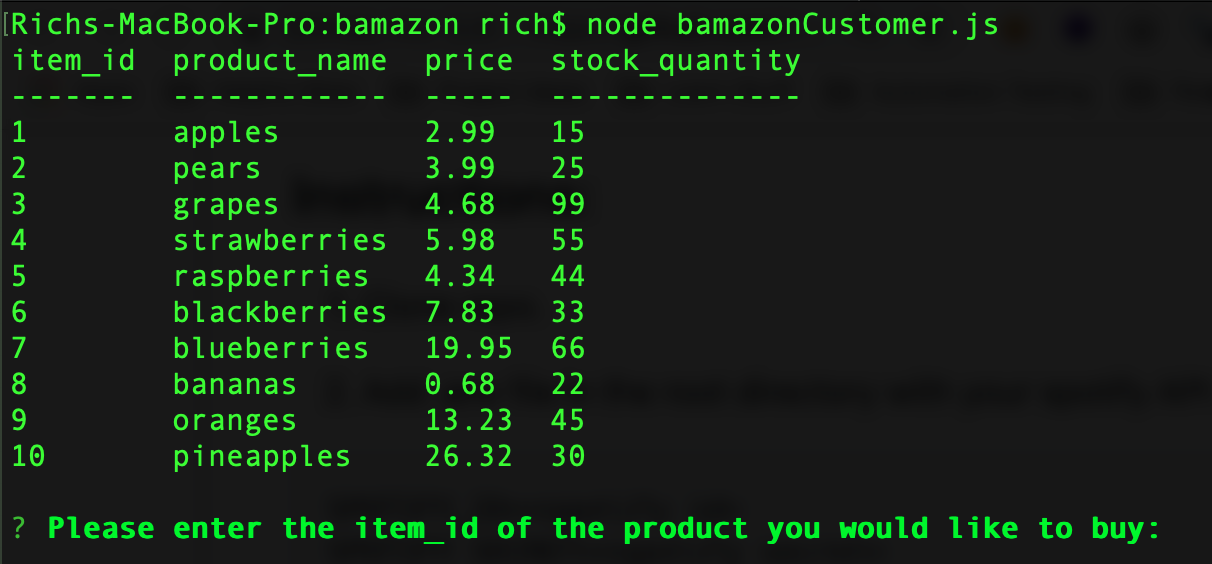 [Richs-MacBook-Pro:bamazon rich$ node bamazonCustomer.js
item_id  product_name  price  stock_quantity
-------  ------------  -----  --------------
1        apples        2.99   15
2        pears         3.99   25
3        grapes        4.68   99
4        strawberries  5.98   55
5        raspberries   4.34   44
6        blackberries  7.83   33
7        blueberries   19.95  66
8        bananas       0.68   22
9        oranges       13.23  45
10       pineapples    26.32  30
? Please enter the item_id of the product you would like to buy: